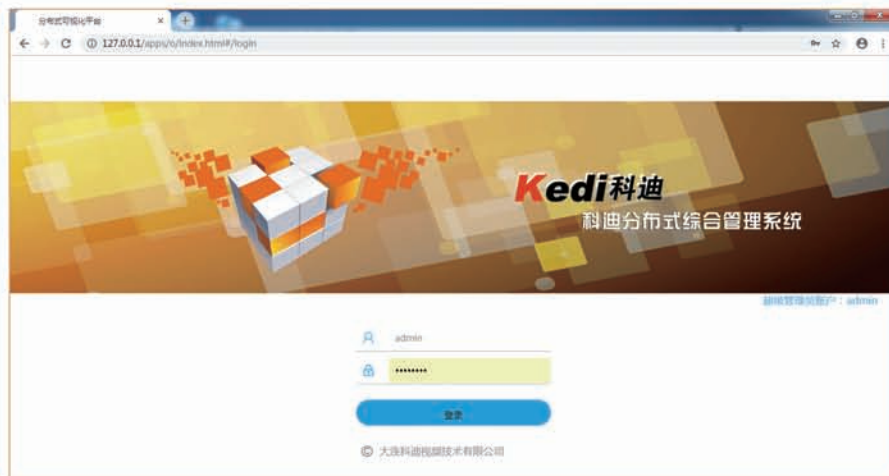 分布式可视化平台
127.0.0.1/apps/o/index.html#/login
Kedi科迪
科迪分布式综合管理系统
超级管理员账户：admin
admin
登录
© 大连科迪视频技术有限公司